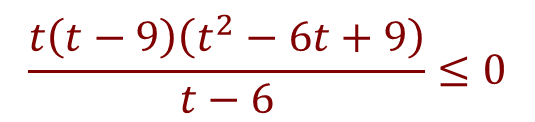 t(t − 9)(t² − 6t + 9)
t − 6
≤ 0